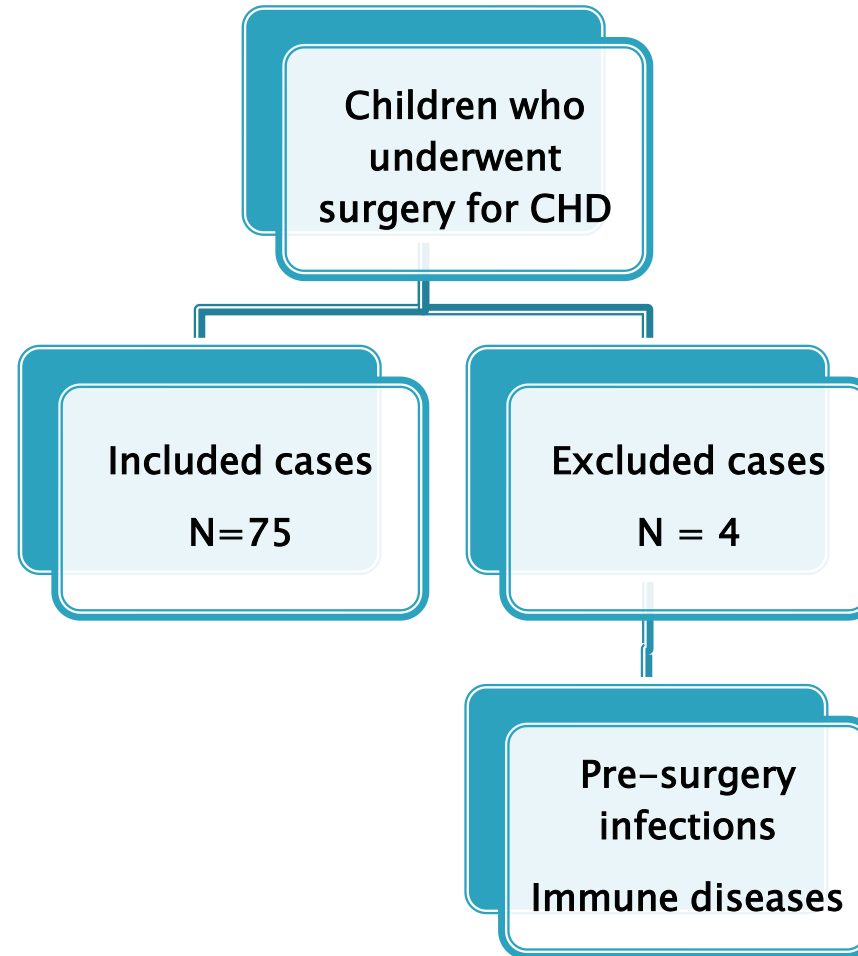 Children who
underwent
surgery for CHD
Included cases
N=75
Excluded cases
N = 4
Pre-surgery
infections
Immune diseases